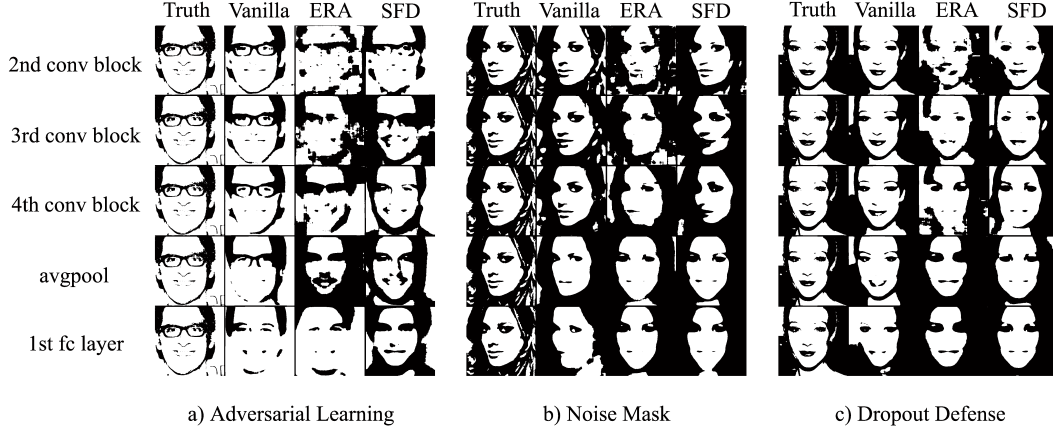 Truth Vanilla ERA SFD Truth Vanilla ERA SFD Truth Vanilla ERA SFD
2nd conv block
3rd conv block
4th conv block
avgpool
1st fc layer
a) Adversarial Learning b) Noise Mask c) Dropout Defense